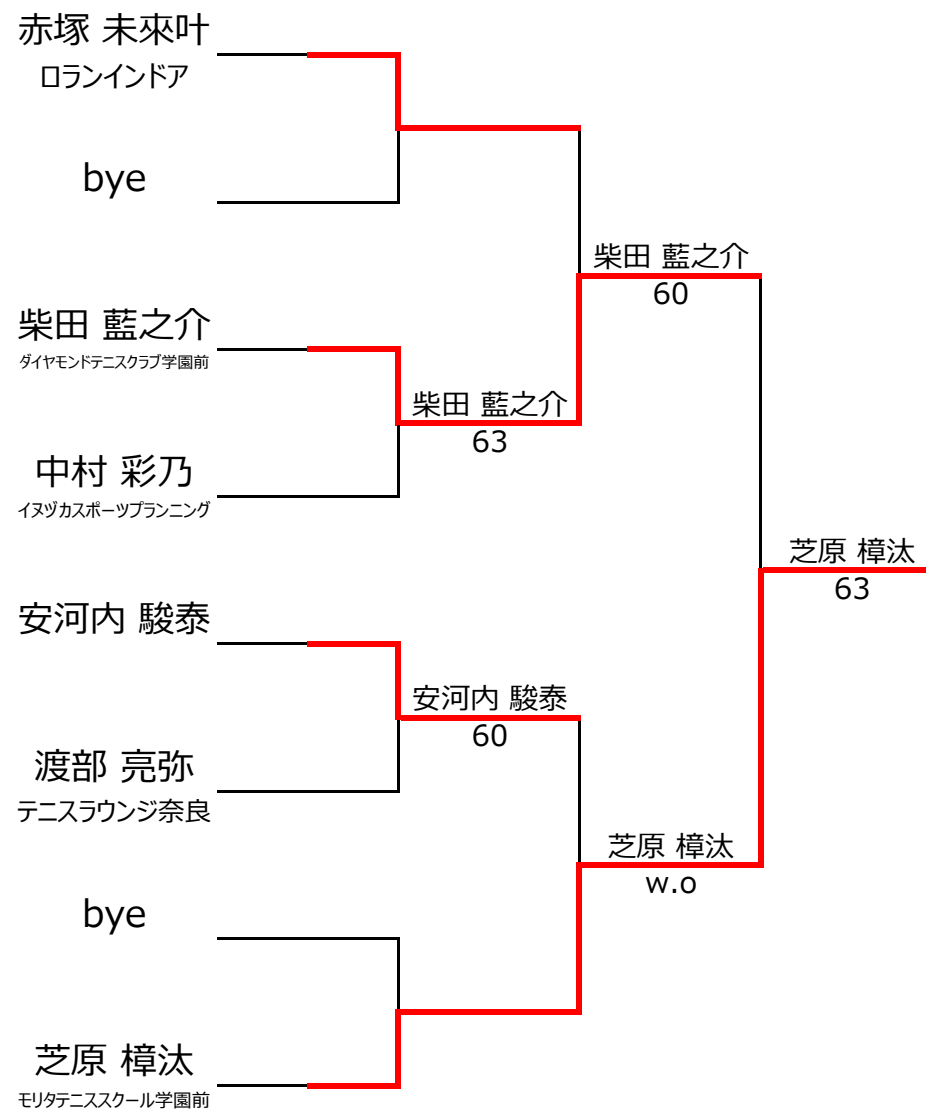 赤塚 未來叶
ロランインドア
bye
柴田 藍之介
ダイヤモンドテニスクラブ学園前
中村 彩乃
イヌヅカスポーツプランニング
安河内 駿泰
渡部 亮弥
テニスラウンジ奈良
bye
芝原 樟汰
モリタテニススクール学園前
柴田 藍之介
63
安河内 駿泰
60
柴田 藍之介
60
芝原 樟汰
w.o
芝原 樟汰
63